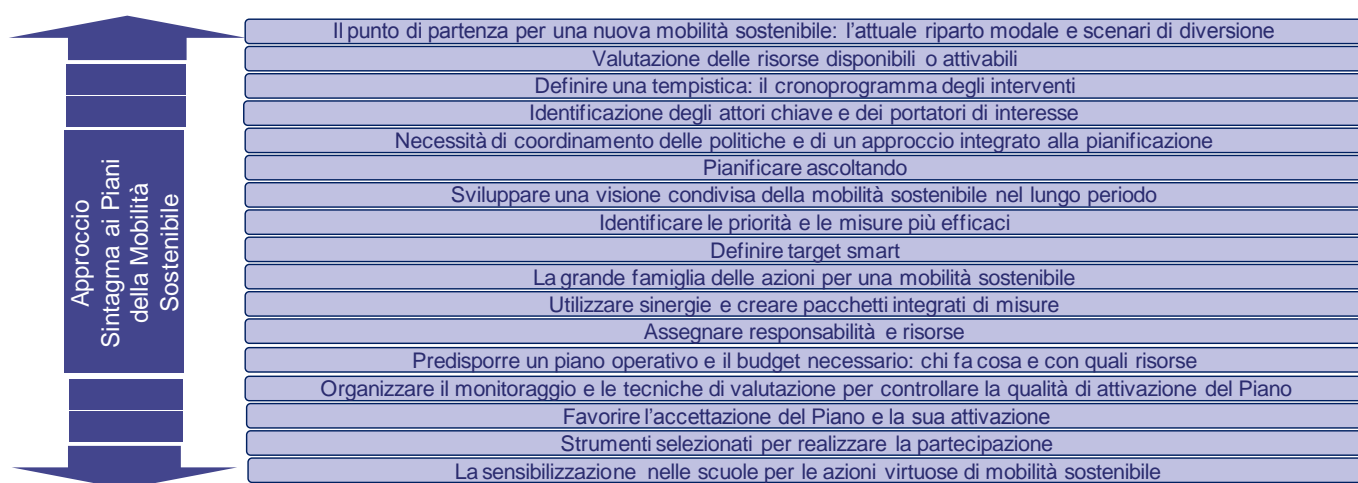 Il punto di partenza per una nuova mobilità sostenibile: l'attuale riparto modale e scenari di diversione
Valutazione delle risorse disponibili o attivabili
Definire una tempistica: il cronoprogramma degli interventi
Identificazione degli attori chiave e dei portatori di interesse
Necessità di coordinamento delle politiche e di un approccio integrato alla pianificazione
Pianificare ascoltando
Sviluppare una visione condivisa della mobilità sostenibile nel lungo periodo
Identificare le priorità e le misure più efficaci
Definire target smart
La grande famiglia delle azioni per una mobilità sostenibile
Utilizzare sinergie e creare pacchetti integrati di misure
Assegnare responsabilità e risorse
Predisporre un piano operativo e il budget necessario: chi fa cosa e con quali risorse
Organizzare il monitoraggio e le tecniche di valutazione per controllare la qualità di attivazione del Piano
Favorire l'accettazione del Piano e la sua attivazione
Strumenti selezionati per realizzare la partecipazione
La sensibilizzazione nelle scuole per le azioni virtuose di mobilità sostenibile
Approccio
Sintagma ai Piani
della Mobilità
Sostenibile